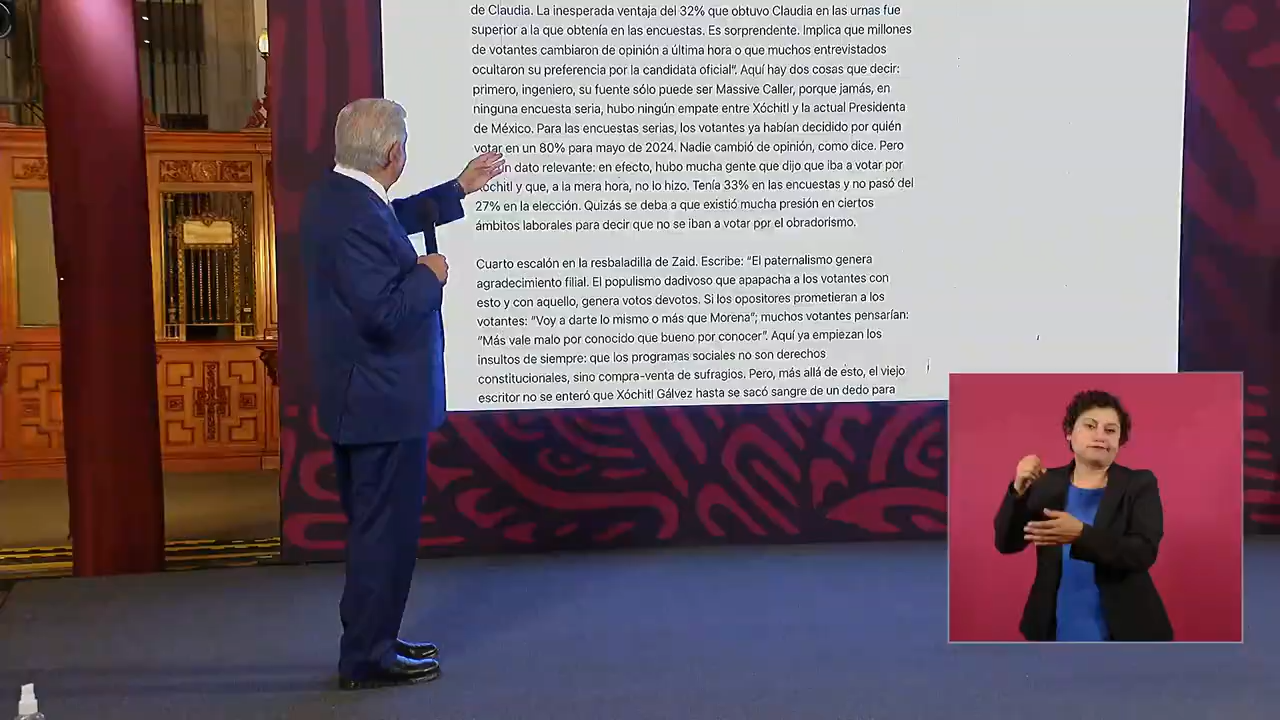 de Claudia. La inesperada ventaja del 32% que obtuvo Claudia en las urnas fue
superior a la que obtenía en las encuestas. Es sorprendente. Implica que millones
de votantes cambiaron de opinión a última hora o que muchos entrevistados
ocultaron su preferencia por la candidata oficial". Aquí hay dos cosas que decir:
primero, ingeniero, su fuente sólo puede ser Massive Caller, porque jamás, en
ninguna encuesta seria, hubo ningún empate entre Xóchitl y la actual Presidenta
de México. Para las encuestas serias, los votantes ya habían decidido por quién
votar en un 80% para mayo de 2024. Nadie cambió de opinión, como dice. Pero
dato relevante: en efecto, hubo mucha gente que dijo que iba a votar por
Xóchitl y que, a la mera hora, no lo hizo. Tenía 33% en las encuestas y no pasó del
27% en la elección. Quizás se deba a que existió mucha presión en ciertos
ámbitos laborales para decir que no se iban a votar por el obradorismo.
Cuarto escalón en la resbaladilla de Zaid. Escribe: "El paternalismo genera
agradecimiento filial. El populismo dadivoso que apapacha a los votantes con
esto y con aquello, genera votos devotos. Si los opositores prometieran a los
votantes: "Voy a darte lo mismo o más que Morena"; muchos votantes pensarían:
"Más vale malo por conocido que bueno por conocer". Aquí ya empiezan los
insultos de siempre: que los programas sociales no son derechos
constitucionales, sino compra-venta de sufragios. Pero, más allá de esto, el viejo
escritor no se enteró que Xóchitl Gálvez hasta se sacó sangre de un dedo para